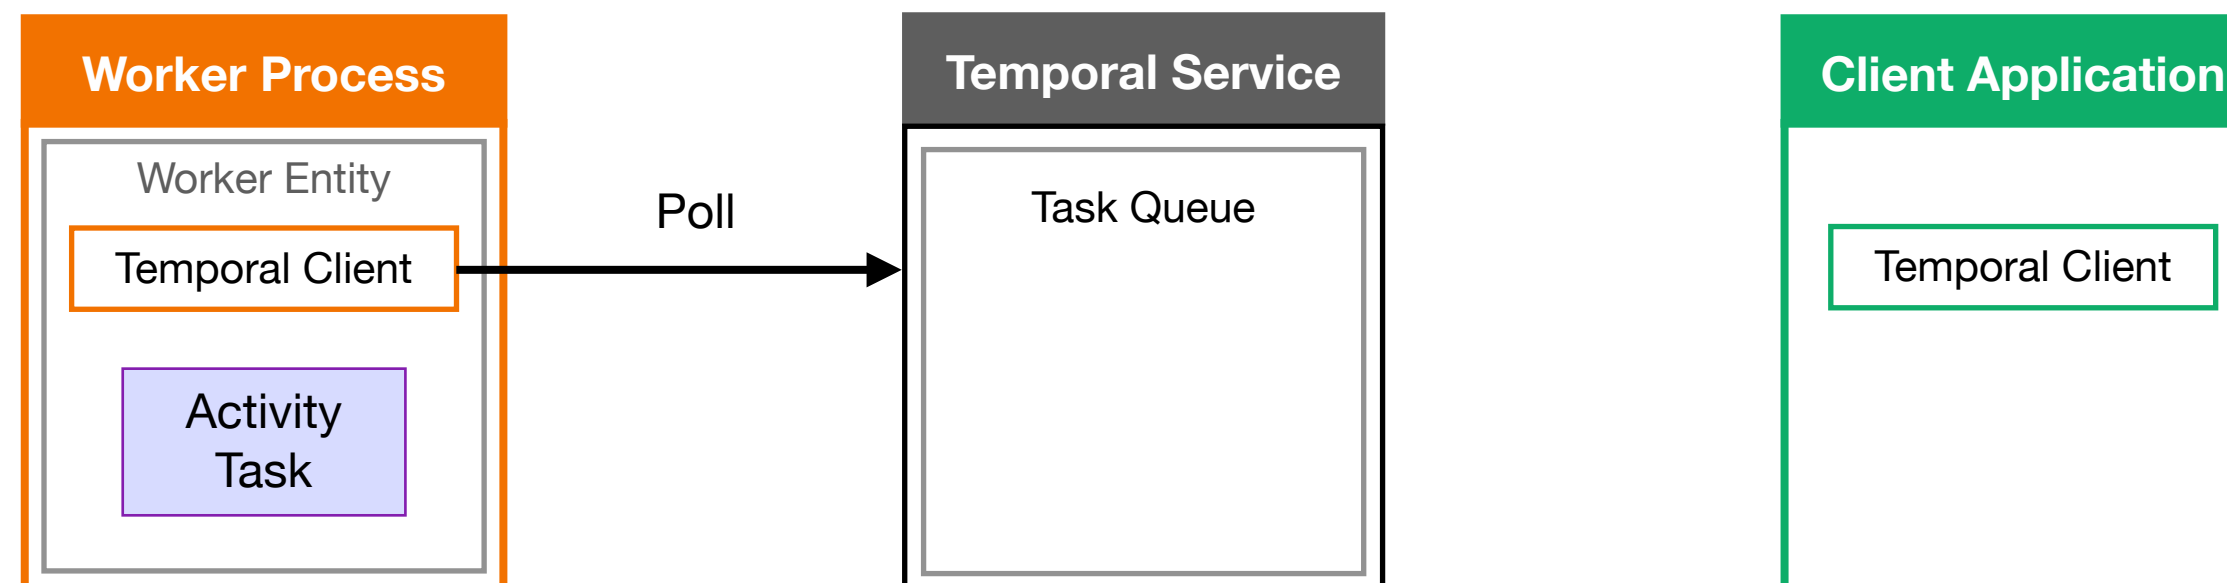 Worker Process
Worker Entity
Temporal Client
Activity
Task
Poll
Temporal Service
Task Queue
Client Application
Temporal Client